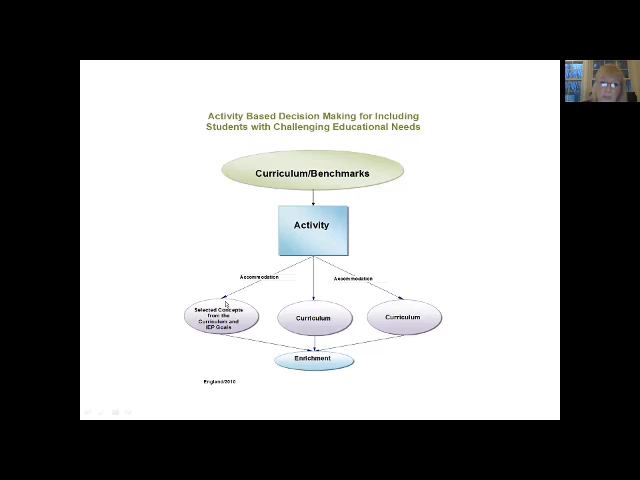 Activity Based Decision Making for Including
Students with Challenging Educational Needs
Curriculum/Benchmarks
Activity
Accommodation
Accommodation
Selected Concepts
from the
Curriculum and
IEP Goals
Curriculum
Curriculum
Enrichment
England/2010